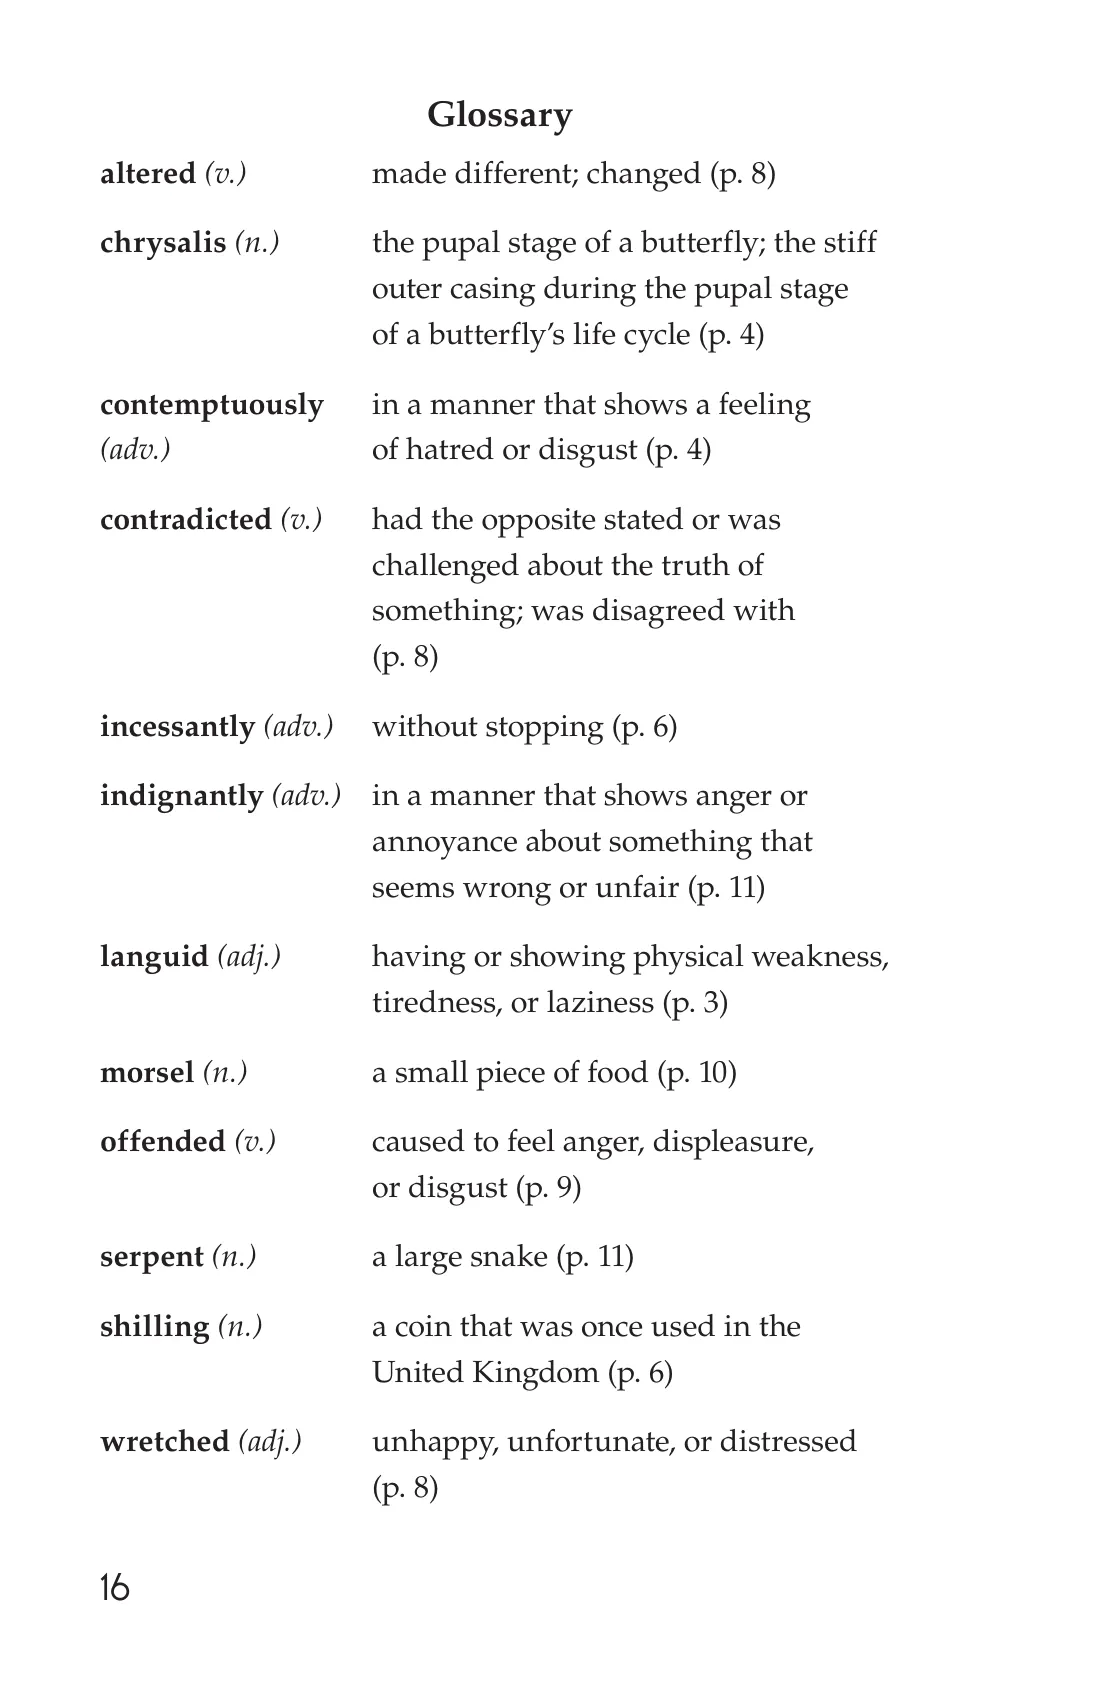 Glossary
altered (v.) made different; changed (p. 8)
chrysalis (n.) the pupal stage of a butterfly; the stiff
outer casing during the pupal stage
of a butterfly’s life cycle (p. 4)
contemptuously in a manner that shows a feeling
(adv.) of hatred or disgust (p. 4)
contradicted (v.) had the opposite stated or was
challenged about the truth of
something; was disagreed with
(p. 8)
incessantly (adv.) without stopping (p. 6)
indignantly (adv.) in a manner that shows anger or
annoyance about something that
seems wrong or unfair (p. 11)
languid (adj.) having or showing physical weakness,
tiredness, or laziness (p. 3)
morsel (n.) a small piece of food (p. 10)
offended (v.) caused to feel anger, displeasure,
or disgust (p. 9)
serpent (n.) a large snake (p. 11)
shilling (n.) a coin that was once used in the
United Kingdom (p. 6)
wretched (adj.) unhappy, unfortunate, or distressed
(p. 8)
16